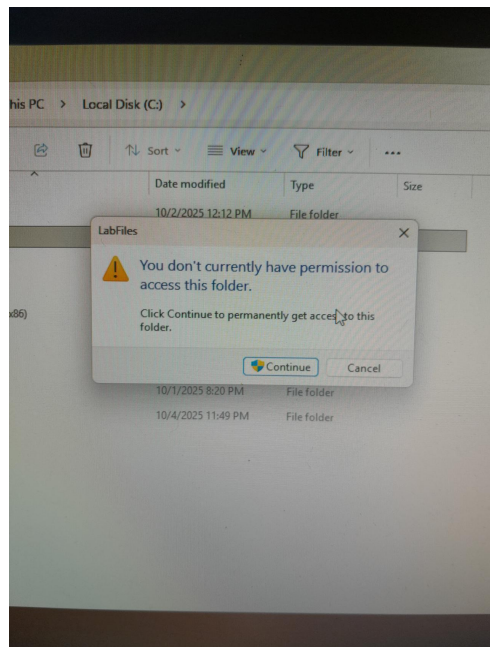 his PC > Local Disk (C:) >
Sort View Filter ...
Date modified Type Size
10/2/2025 12:12 PM File folder
LabFiles
You don't currently have permission to
access this folder.
Click Continue to permanently get access to this
folder.
x86)
Continue Cancel
10/1/2025 8:20 PM File folder
10/4/2025 11:49 PM File folder